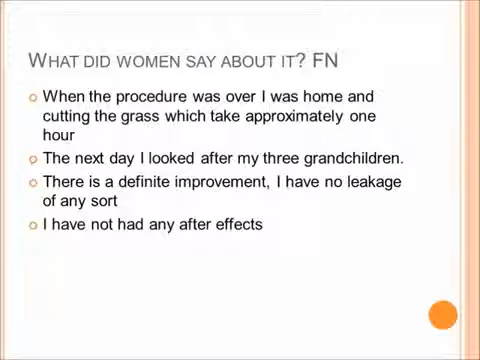 WHAT DID WOMEN SAY ABOUT IT? FN
When the procedure was over I was home and
cutting the grass which take approximately one
hour
The next day I looked after my three grandchildren.
There is a definite improvement, I have no leakage
of any sort
I have not had any after effects